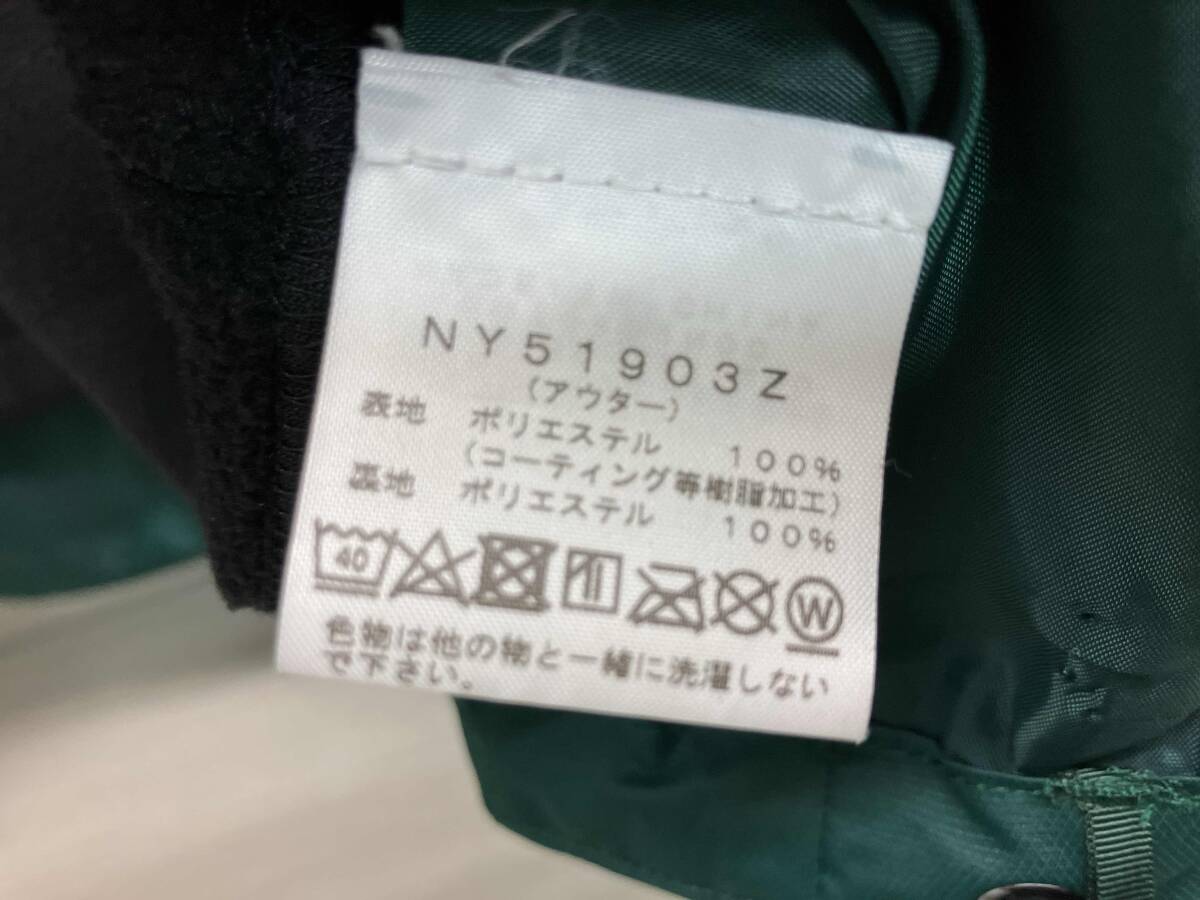 NY51903Z
(アウター)
表地 ポリエステル 100%
(コーティング等樹脂加工)
裏地 ポリエステル 100%
40 W
色物は他の物と一緒に洗濯しない
で下さい。